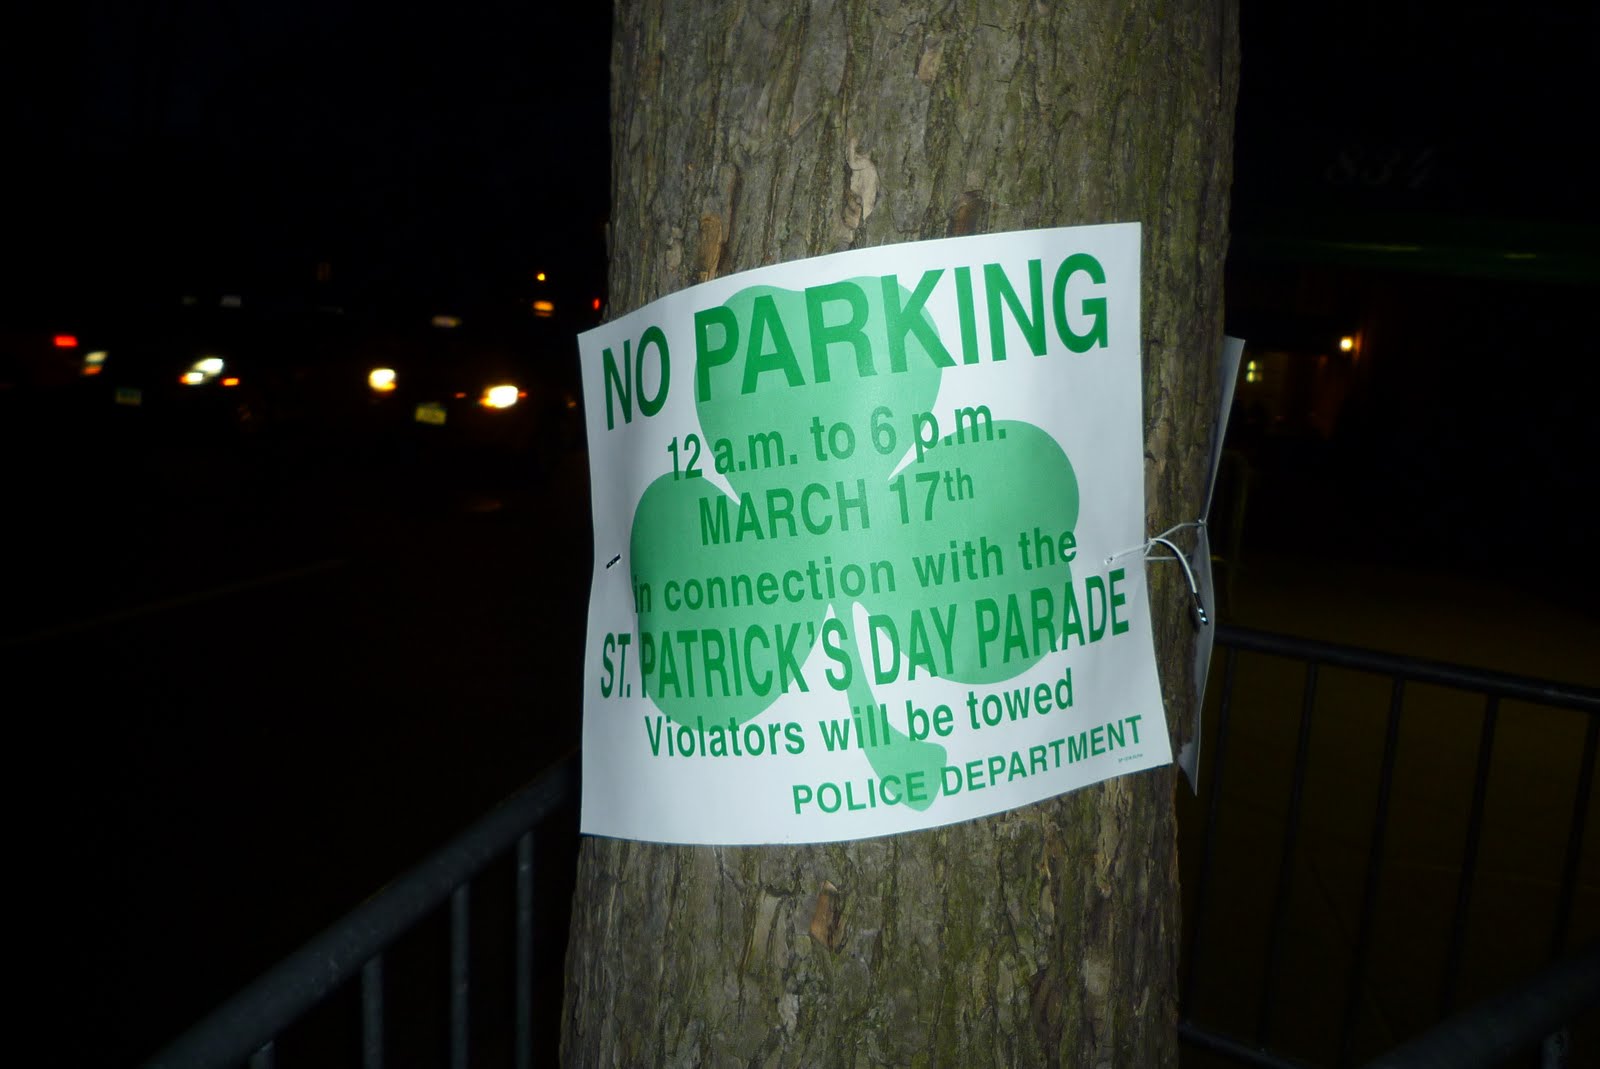 834
NO PARKING
12 a.m. to 6 p.m.
MARCH 17th
in connection with the
ST. PATRICK'S DAY PARADE
Violators will be towed
POLICE DEPARTMENT